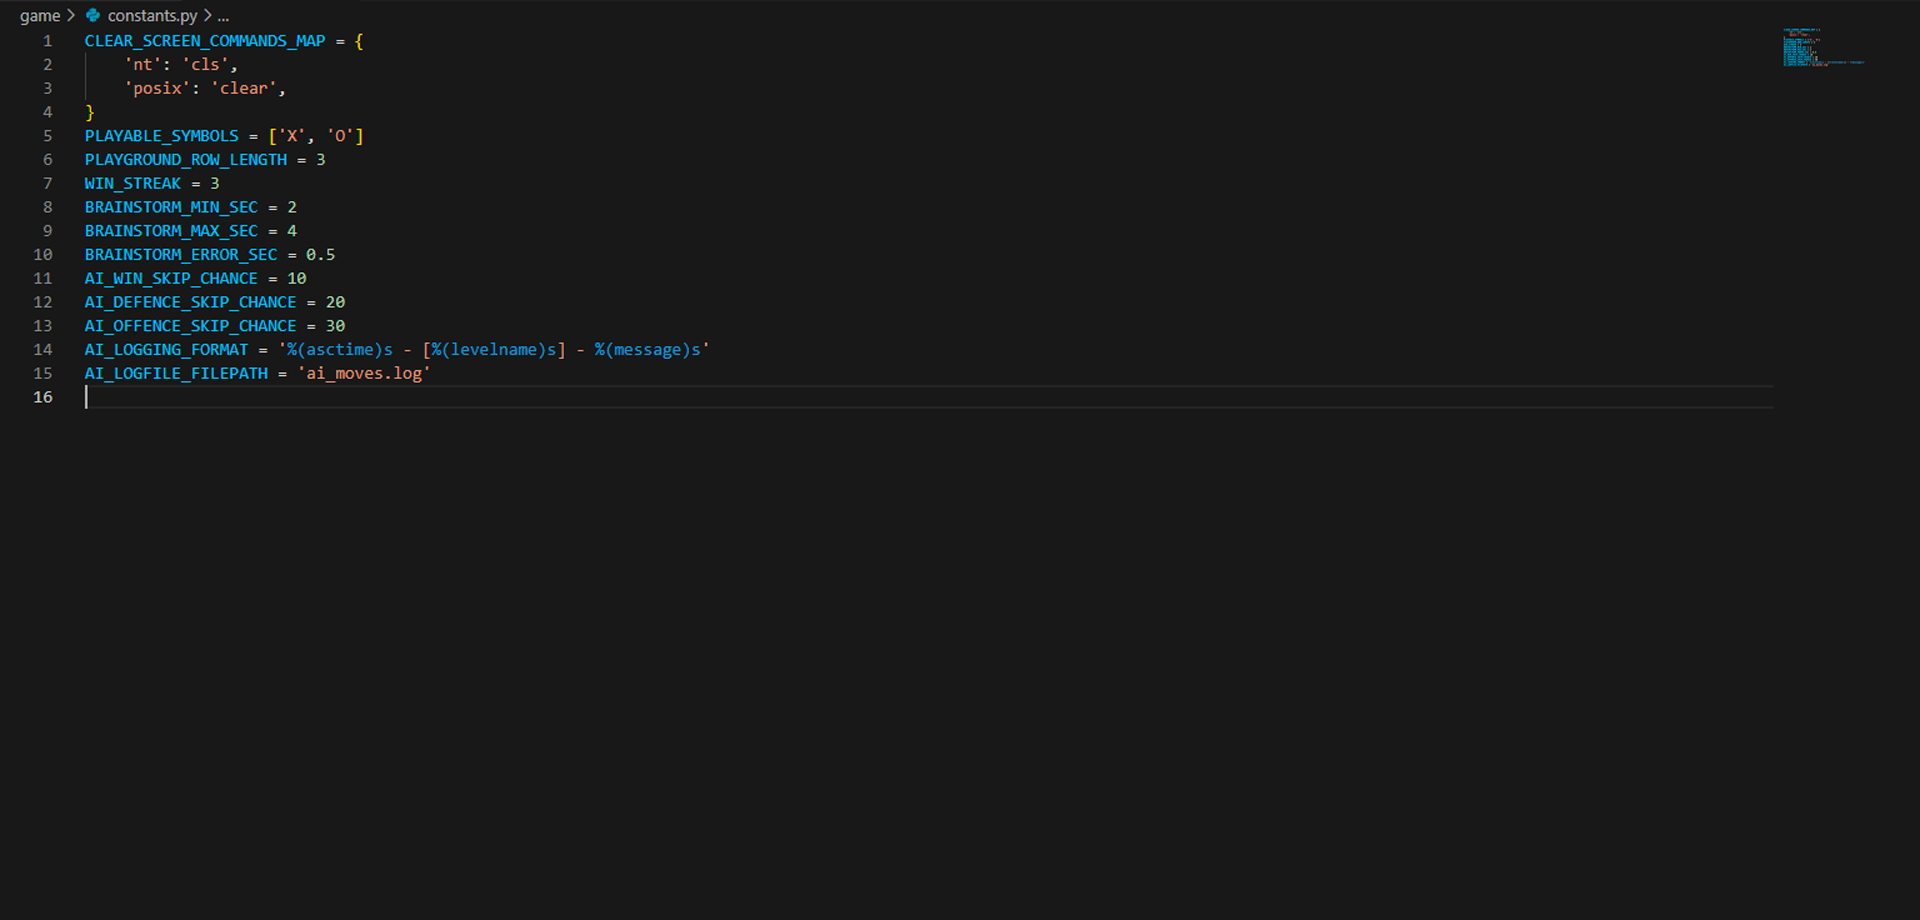 game > constants.py > ...
1 CLEAR_SCREEN_COMMANDS_MAP = {
2     'nt': 'cls',
3     'posix': 'clear',
4 }
5 PLAYABLE_SYMBOLS = ['X', 'O']
6 PLAYGROUND_ROW_LENGTH = 3
7 WIN_STREAK = 3
8 BRAINSTORM_MIN_SEC = 2
9 BRAINSTORM_MAX_SEC = 4
10 BRAINSTORM_ERROR_SEC = 0.5
11 AI_WIN_SKIP_CHANCE = 10
12 AI_DEFENCE_SKIP_CHANCE = 20
13 AI_OFFENCE_SKIP_CHANCE = 30
14 AI_LOGGING_FORMAT = '%(asctime)s - [%(levelname)s] - %(message)s'
15 AI_LOGFILE_FILEPATH = 'ai_moves.log'
16